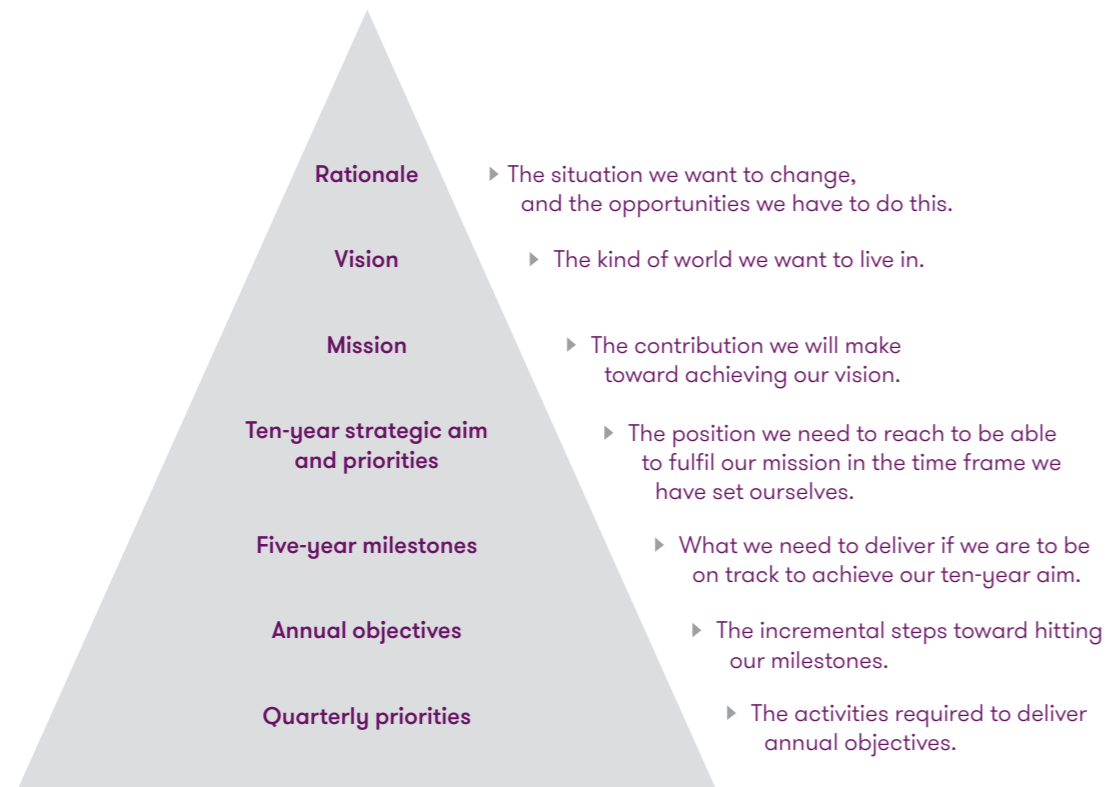 Rationale
The situation we want to change,
and the opportunities we have to do this.
Vision
The kind of world we want to live in.
Mission
The contribution we will make
toward achieving our vision.
Ten-year strategic aim
and priorities
The position we need to reach to be able
to fulfil our mission in the time frame we
have set ourselves.
Five-year milestones
What we need to deliver if we are to be
on track to achieve our ten-year aim.
Annual objectives
The incremental steps toward hitting
our milestones.
Quarterly priorities
The activities required to deliver
annual objectives.